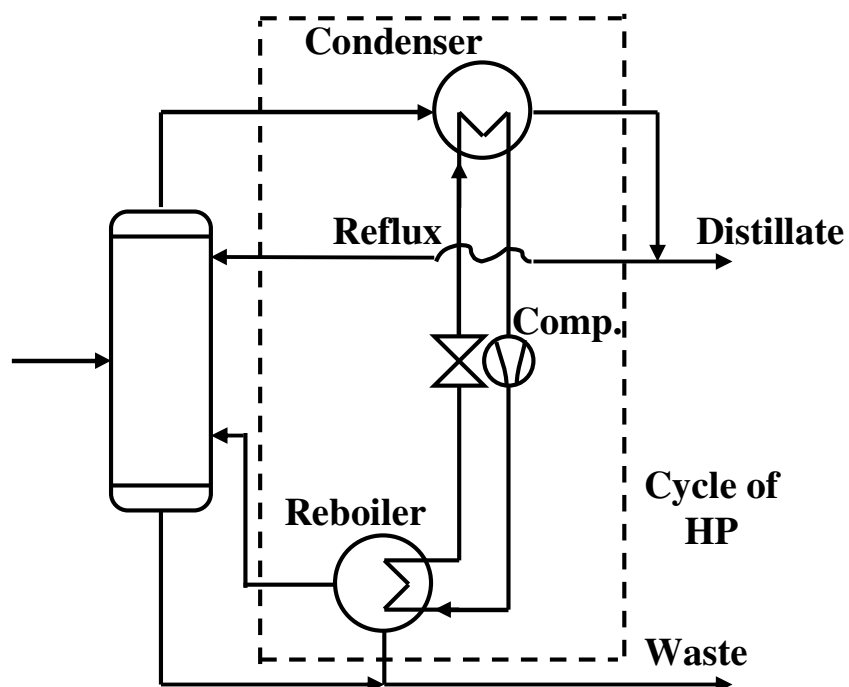 Condenser
Reflux
Distillate
Comp.
Cycle of
HP
Reboiler
Waste